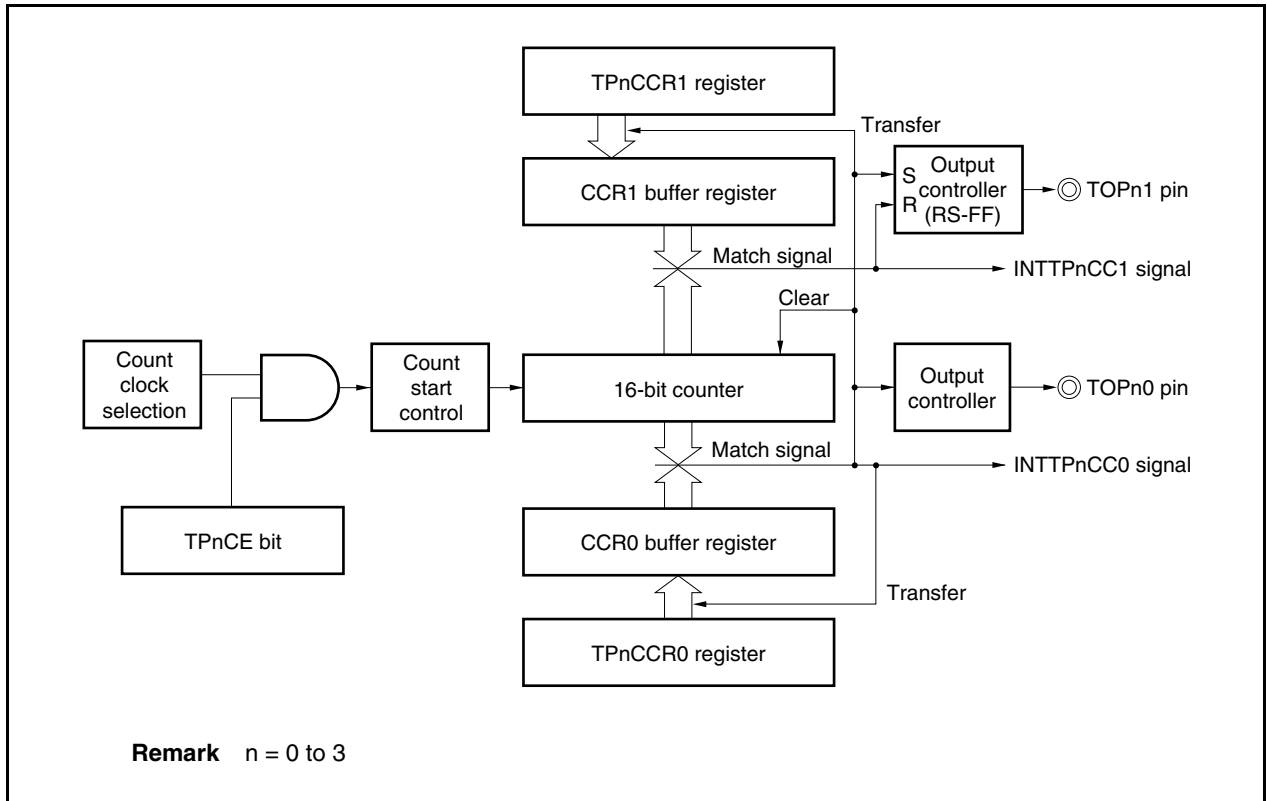 TPnCCR1 register
Transfer
CCR1 buffer register
S
R
Output
controller
(RS-FF)
TOPn1 pin
Match signal
INTTPnCC1 signal
Clear
Count
clock
selection
Count
start
control
16-bit counter
Output
controller
TOPn0 pin
Match signal
INTTPnCC0 signal
TPnCE bit
CCR0 buffer register
Transfer
TPnCCR0 register
Remark n = 0 to 3